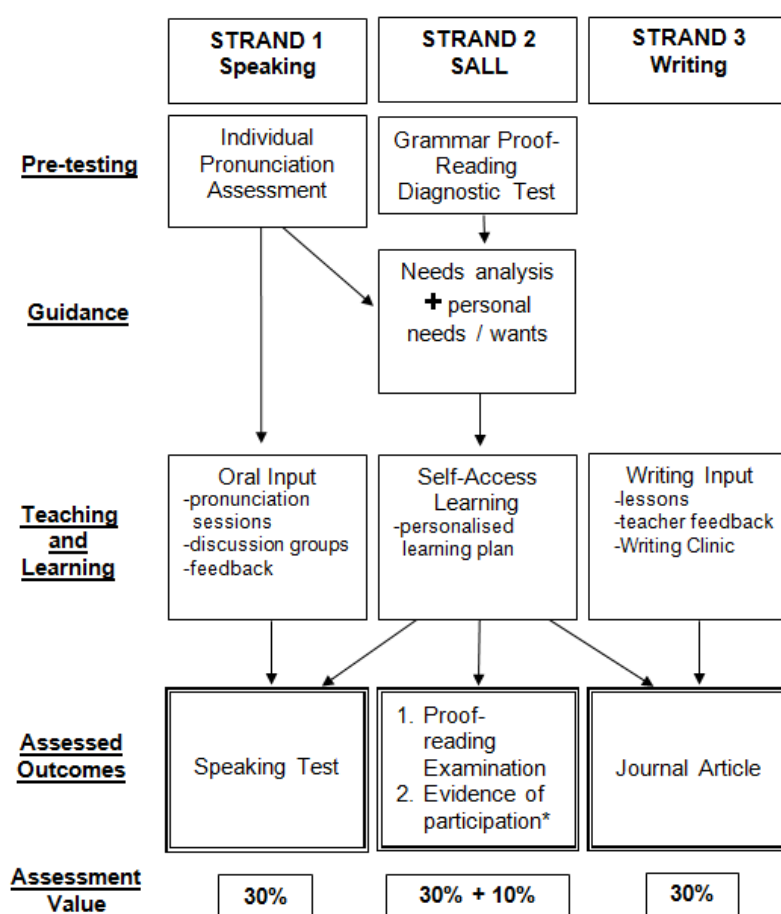 STRAND 1
Speaking
STRAND 2
SALL
STRAND 3
Writing
Pre-testing
Individual
Pronunciation
Assessment
Grammar Proof-
Reading
Diagnostic Test
Guidance
Needs analysis
+ personal
needs / wants
Teaching
and
Learning
Oral Input
-pronunciation
sessions
-discussion groups
-feedback
Self-Access
Learning
-personalised
learning plan
Writing Input
-lessons
-teacher feedback
-Writing Clinic
Assessed
Outcomes
Speaking Test
1. Proof-
reading
Examination
2. Evidence of
participation*
Journal Article
Assessment
Value
30%
30% + 10%
30%